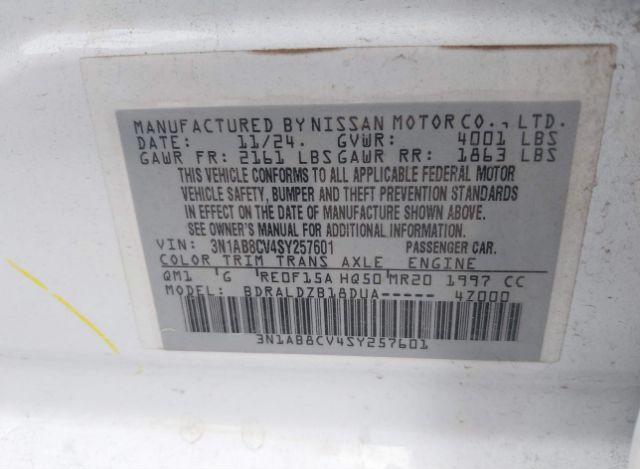 MANUFACTURED BY NISSAN MOTOR CO., LTD.
DATE: 11/24. GVWR: 4001 LBS
GAWR FR: 2161 LBS GAWR RR: 1863 LBS
THIS VEHICLE CONFORMS TO ALL APPLICABLE FEDERAL MOTOR
VEHICLE SAFETY, BUMPER AND THEFT PREVENTION STANDARDS
IN EFFECT ON THE DATE OF MANUFACTURE SHOWN ABOVE.
SEE OWNER'S MANUAL FOR ADDITIONAL INFORMATION.
VIN: 3N1AB8CV4SY257601 PASSENGER CAR.
COLOR TRIM TRANS AXLE ENGINE
QM1 G RE0F15A HQ50 MR20 1997 CC
MODEL: BDRALDZB18DUA----- 4Z000
3N1AB8CV4SY257601